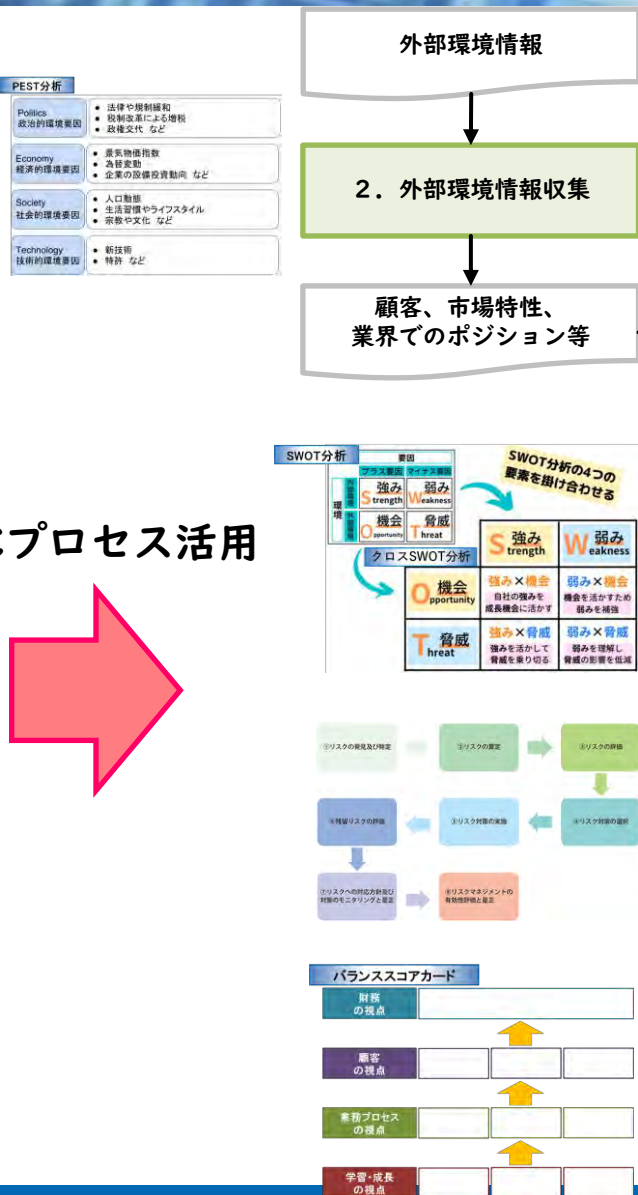 外部環境情報
PEST分析
Politics
政治的環境要因
● 法律や規制緩和
● 税制改革による増税
● 政権交代 など
Economy
経済的環境要因
● 景気物価指数
● 為替変動
● 企業の設備投資動向 など
Society
社会的環境要因
● 人口動態
● 生活習慣やライフスタイル
● 宗教や文化 など
Technology
技術的環境要因
● 新技術
● 特許 など
2. 外部環境情報収集
顧客、市場特性、
業界でのポジション等
プロセス活用
SWOT分析
要因
プラス要因 マイナス要因
環境
内部環境
強み
Strength
弱み
Weakness
外部環境
機会
Opportunity
脅威
Threat
SWOT分析の4つの
要素を掛け合わせる
クロスSWOT分析
強み
Strength
弱み
Weakness
機会
Opportunity
強み×機会
自社の強みを
成長機会に活かす
弱み×機会
機会を活かすため
弱みを補強
脅威
Threat
強み×脅威
強みを活かして
脅威を乗り切る
弱み×脅威
弱みを理解し
脅威の影響を低減
①リスクの発見及び特定
②リスクの算定
③リスクの評価
④リスク対策の選択
⑤リスク対策の実施
⑥残留リスクの評価
⑦リスクへの対応方針及び
対策のモニタリングと是正
⑧リスクマネジメントの
有効性評価と是正
バランススコアカード
財務
の視点
顧客
の視点
業務プロセス
の視点
学習・成長
の視点